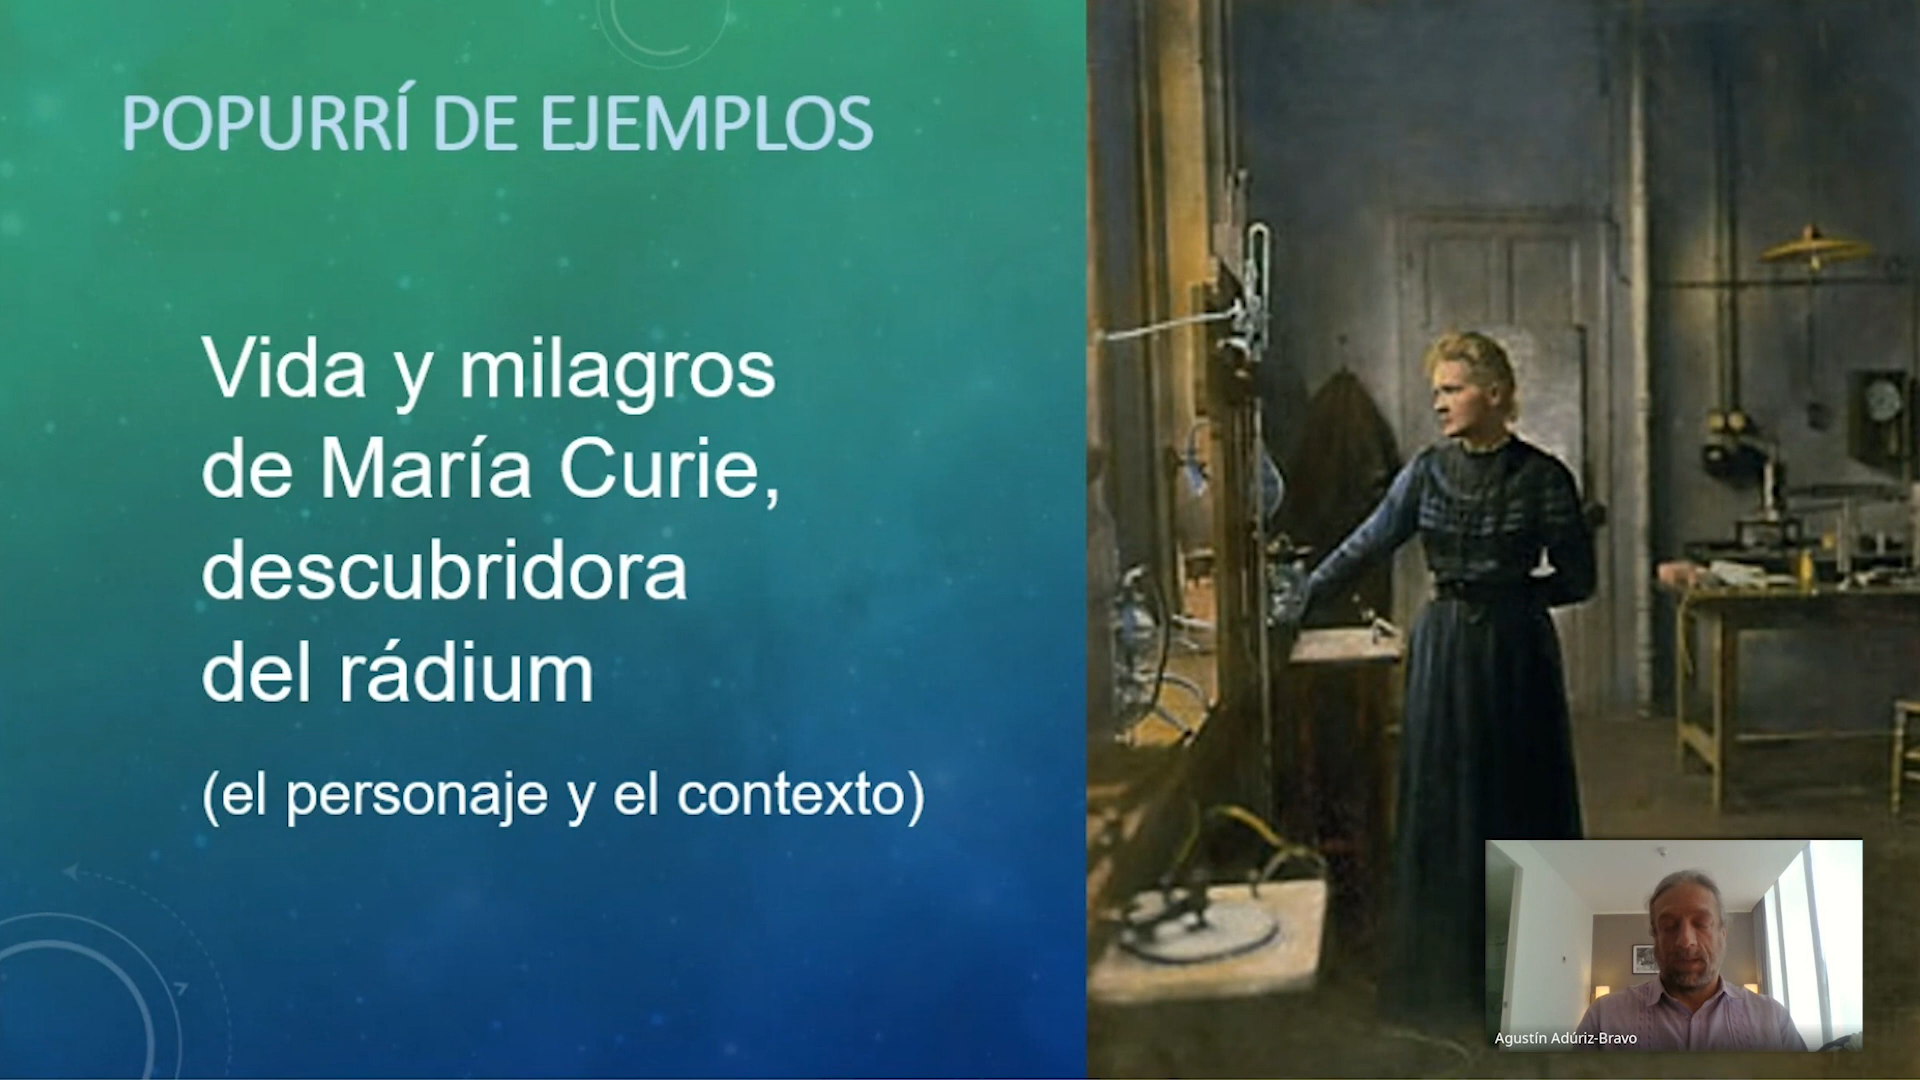 POPURRÍ DE EJEMPLOS
Vida y milagros
de María Curie,
descubridora
del rádium
(el personaje y el contexto)
Agustín Adúriz-Bravo